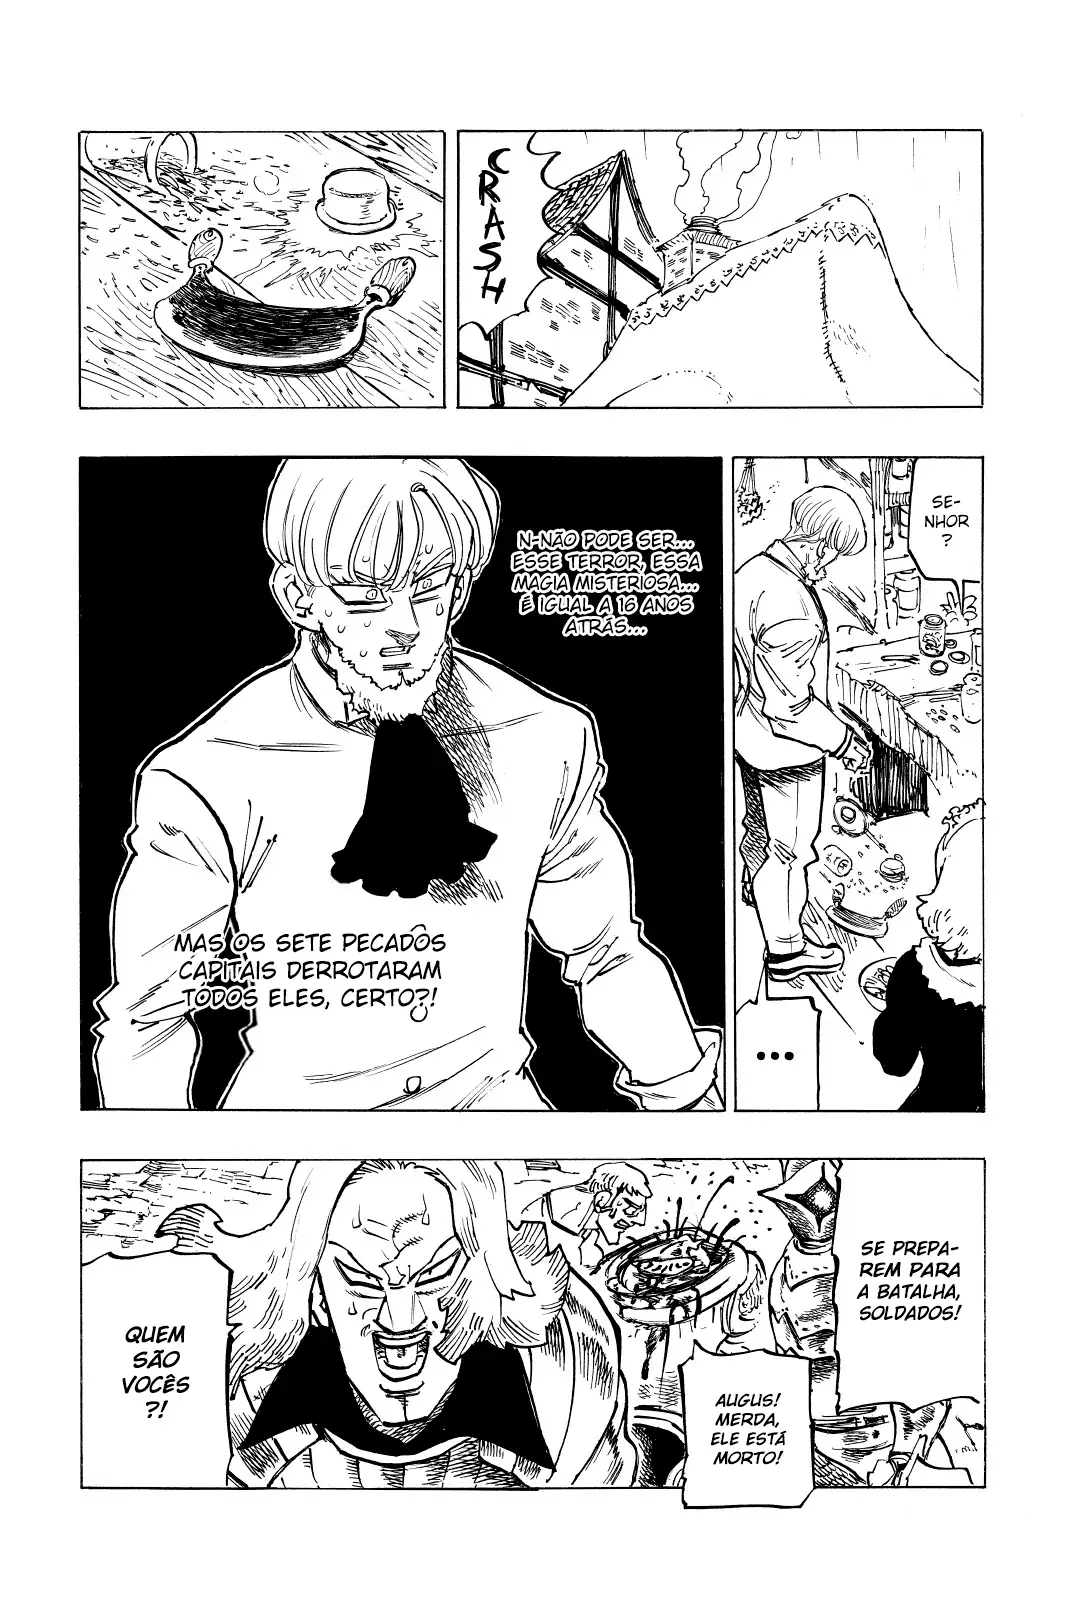 CRASH
SE-
NHOR
?
...
N-NÃO PODE SER...
ESSE TERROR, ESSA
MAGIA MISTERIOSA...
É IGUAL A 16 ANOS
ATRÁS...
MAS OS SETE PECADOS
CAPITAIS DERROTARAM
TODOS ELES, CERTO?!
SE PREPA-
REM PARA
A BATALHA,
SOLDADOS!
AUGUS!
MERDA,
ELE ESTÁ
MORTO!
QUEM
SÃO
VOCÊS
?!